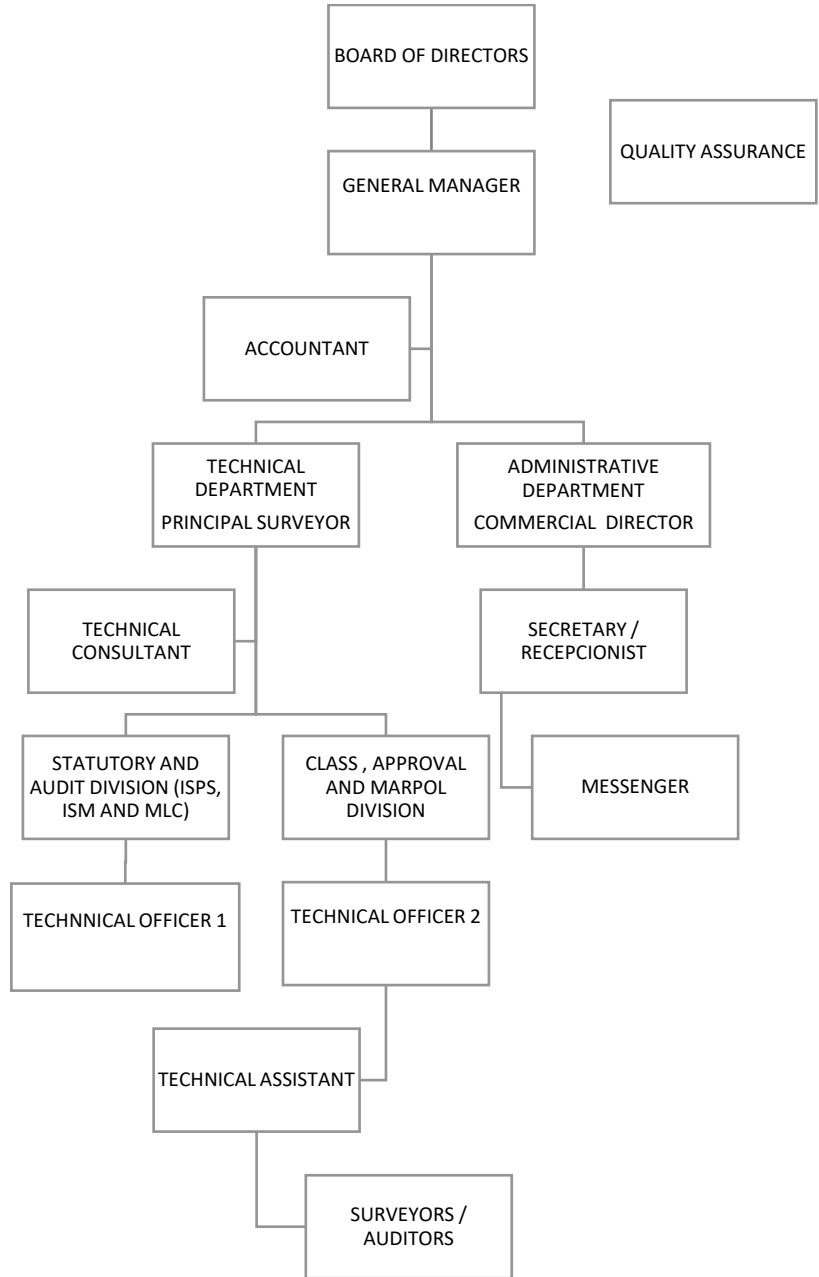 BOARD OF DIRECTORS
QUALITY ASSURANCE
GENERAL MANAGER
ACCOUNTANT
TECHNICAL
DEPARTMENT
PRINCIPAL SURVEYOR
ADMINISTRATIVE
DEPARTMENT
COMMERCIAL DIRECTOR
TECHNICAL
CONSULTANT
SECRETARY /
RECEPCIONIST
STATUTORY AND
AUDIT DIVISION (ISPS,
ISM AND MLC)
CLASS , APPROVAL
AND MARPOL
DIVISION
MESSENGER
TECHNNICAL OFFICER 1
TECHNICAL OFFICER 2
TECHNICAL ASSISTANT
SURVEYORS /
AUDITORS